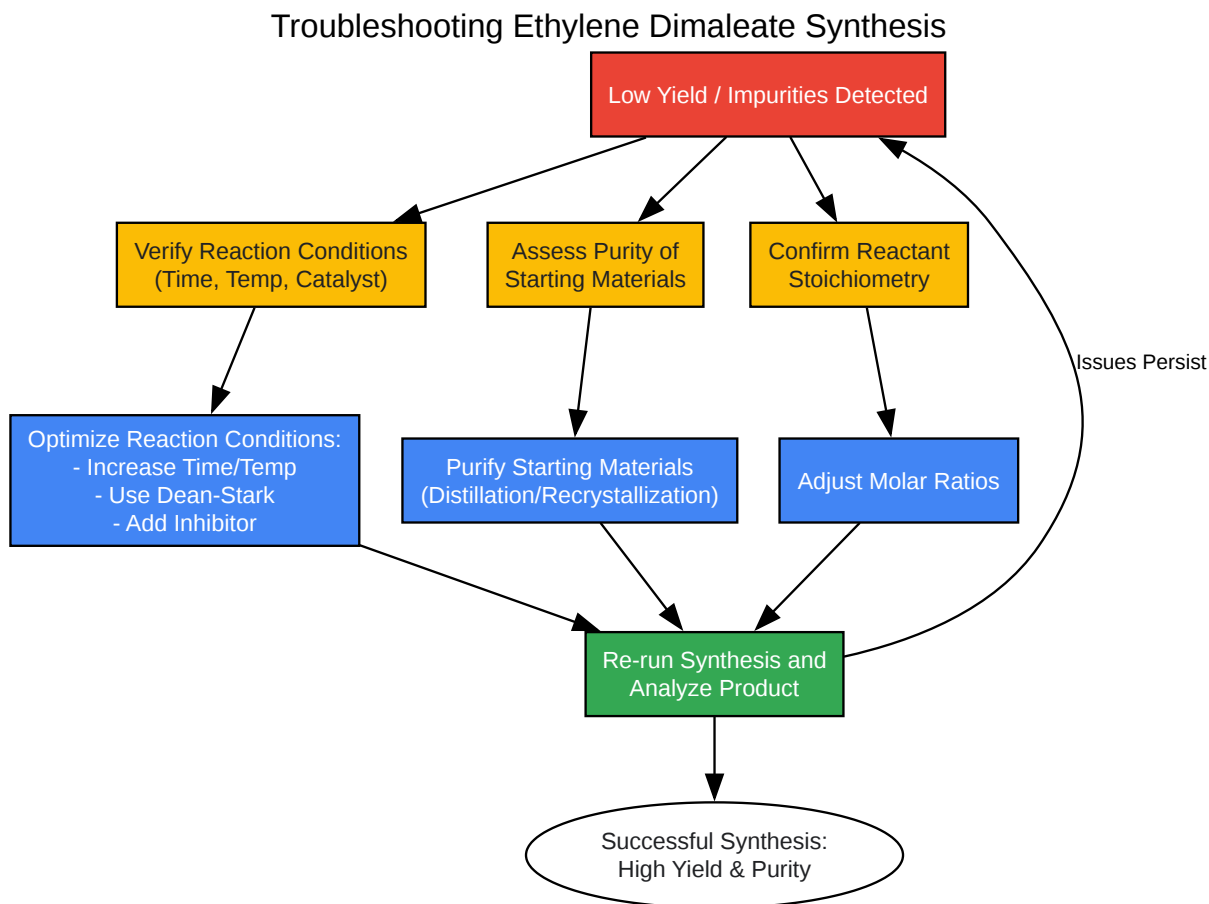 Troubleshooting Ethylene Dimaleate Synthesis
Low Yield / Impurities Detected
Verify Reaction Conditions
(Time, Temp, Catalyst)
Assess Purity of
Starting Materials
Confirm Reactant
Stoichiometry
Issues Persist
Optimize Reaction Conditions:
- Increase Time/Temp
- Use Dean-Stark
- Add Inhibitor
Purify Starting Materials
(Distillation/Recrystallization)
Adjust Molar Ratios
Re-run Synthesis and
Analyze Product
Successful Synthesis:
High Yield & Purity